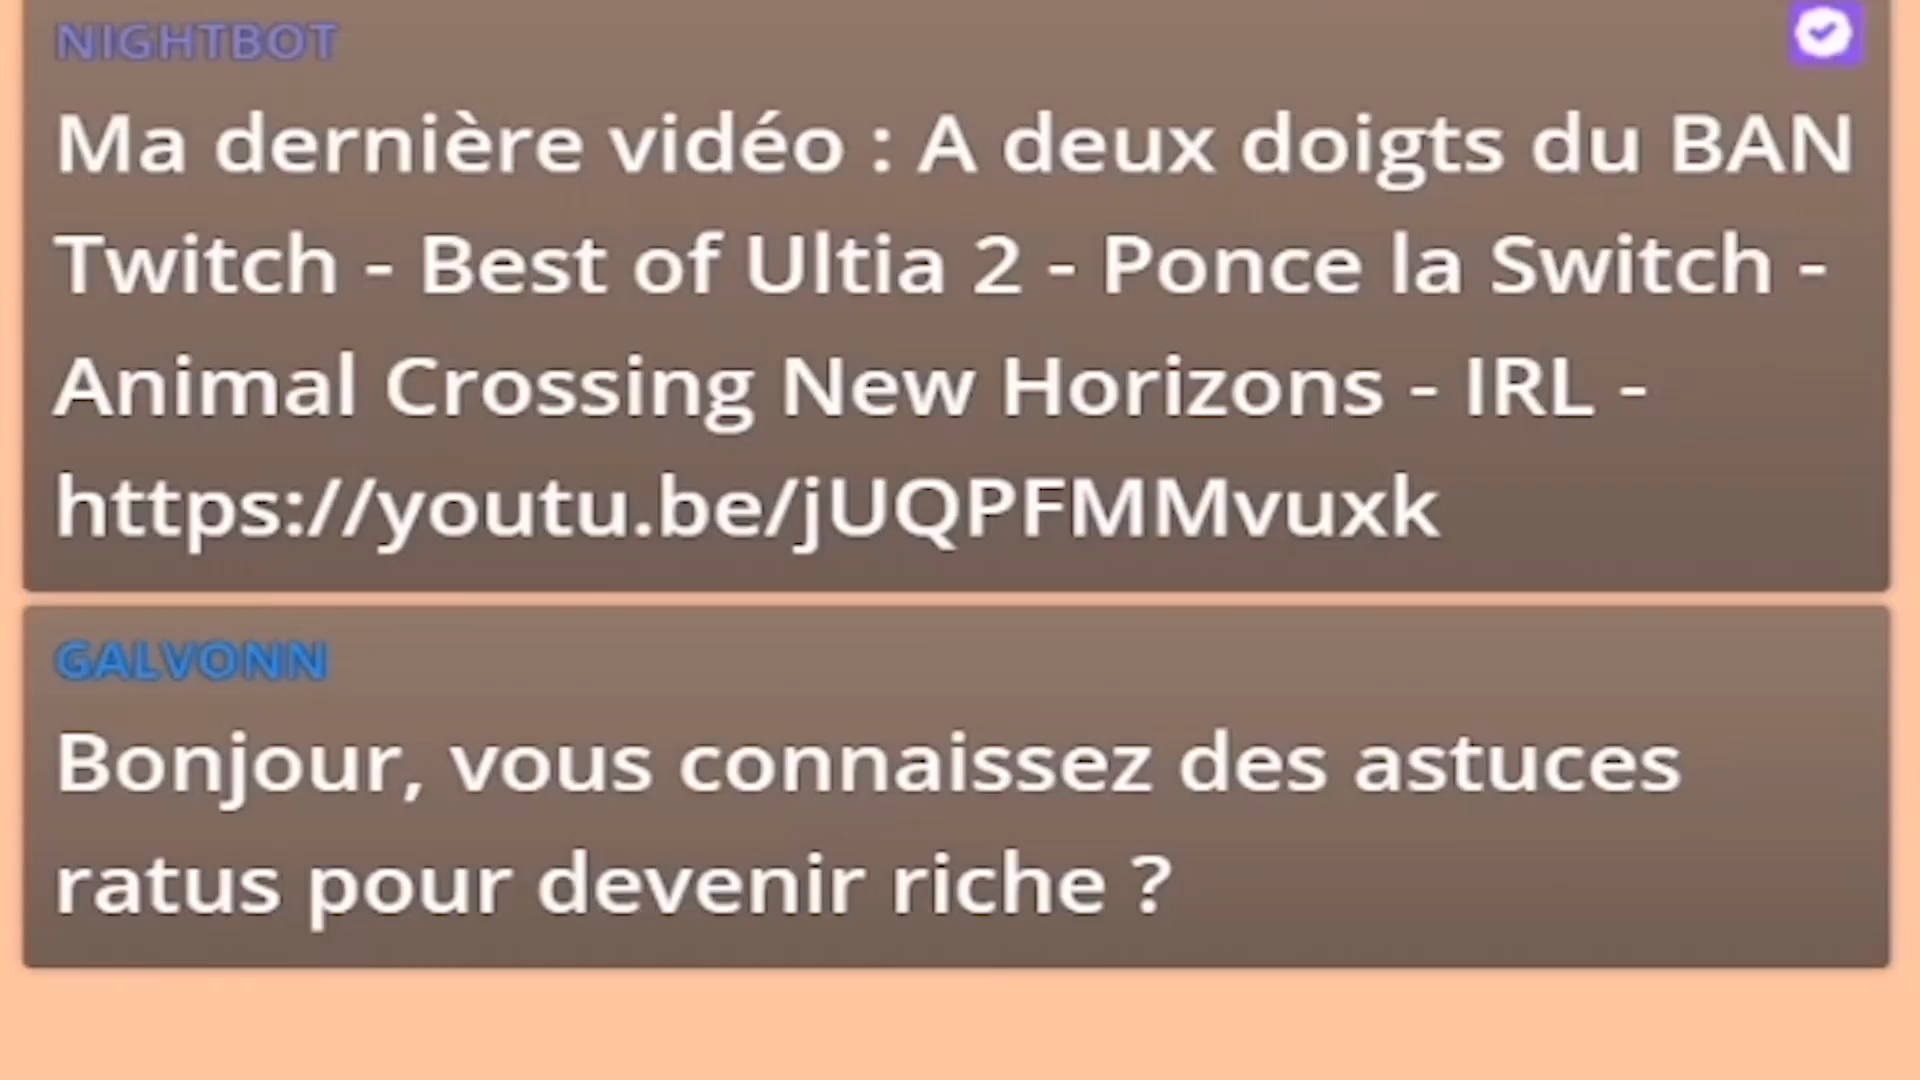 NIGHTBOT
Ma dernière vidéo : A deux doigts du BAN
Twitch - Best of Ultia 2 - Ponce la Switch -
Animal Crossing New Horizons - IRL -
https://youtu.be/jUQPFMMvuxk
GALVONN
Bonjour, vous connaissez des astuces
ratus pour devenir riche ?